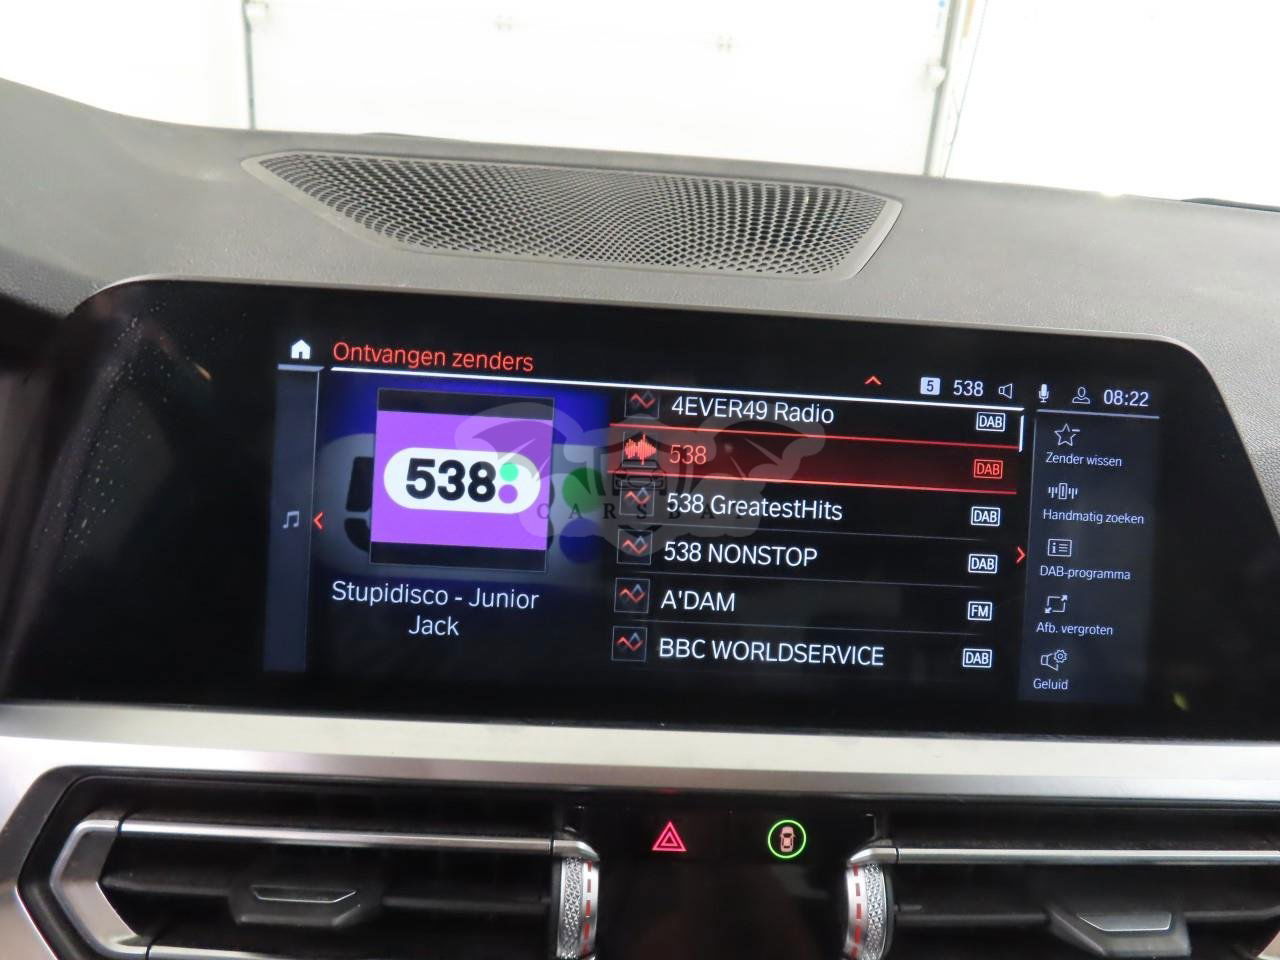 Ontvangen zenders
5 538 08:22
538
Stupidisco - Junior
Jack
4EVER49 Radio DAB
538 DAB
538 GreatestHits DAB
538 NONSTOP DAB
A'DAM FM
BBC WORLDSERVICE DAB
Zender wissen
Handmatig zoeken
DAB-programma
Afb. vergroten
Geluid